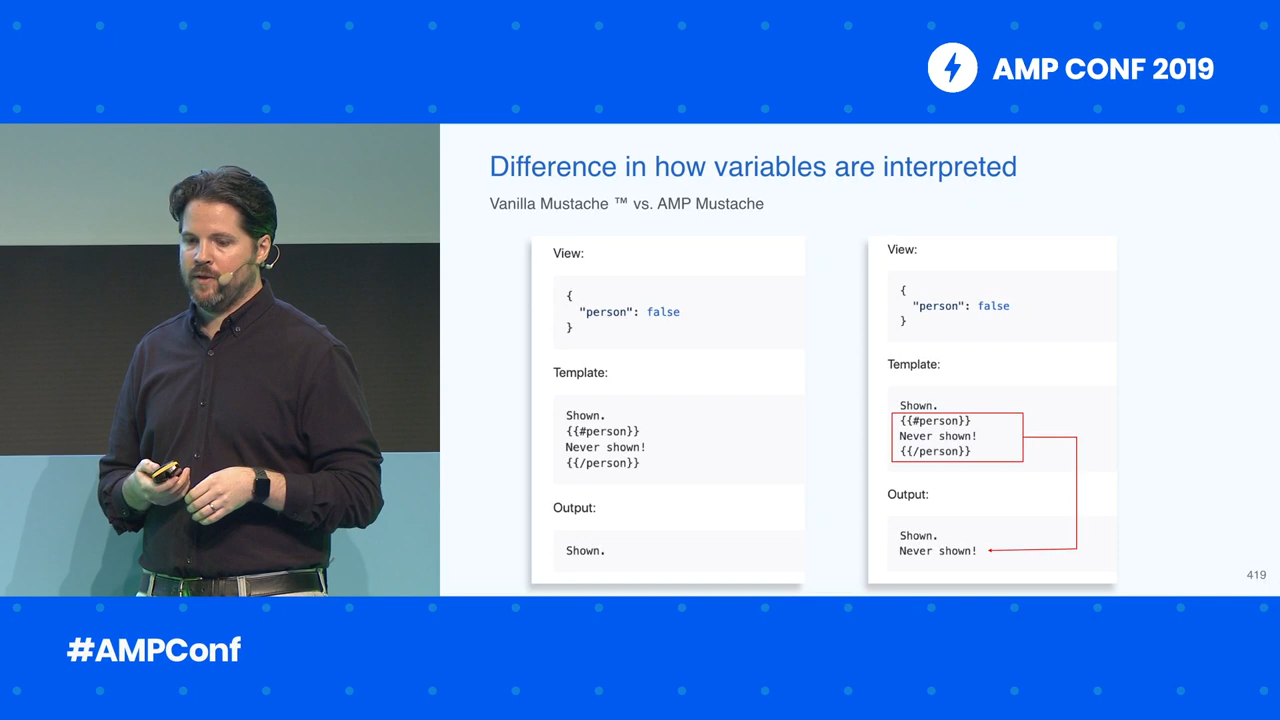 AMP CONF 2019
Difference in how variables are interpreted
Vanilla Mustache ™ vs. AMP Mustache
View:
{
"person": false
}
Template:
Shown.
{{#person}}
Never shown!
{{/person}}
Output:
Shown.
View:
{
"person": false
}
Template:
Shown.
{{#person}}
Never shown!
{{/person}}
Output:
Shown.
Never shown!
419
#AMPConf